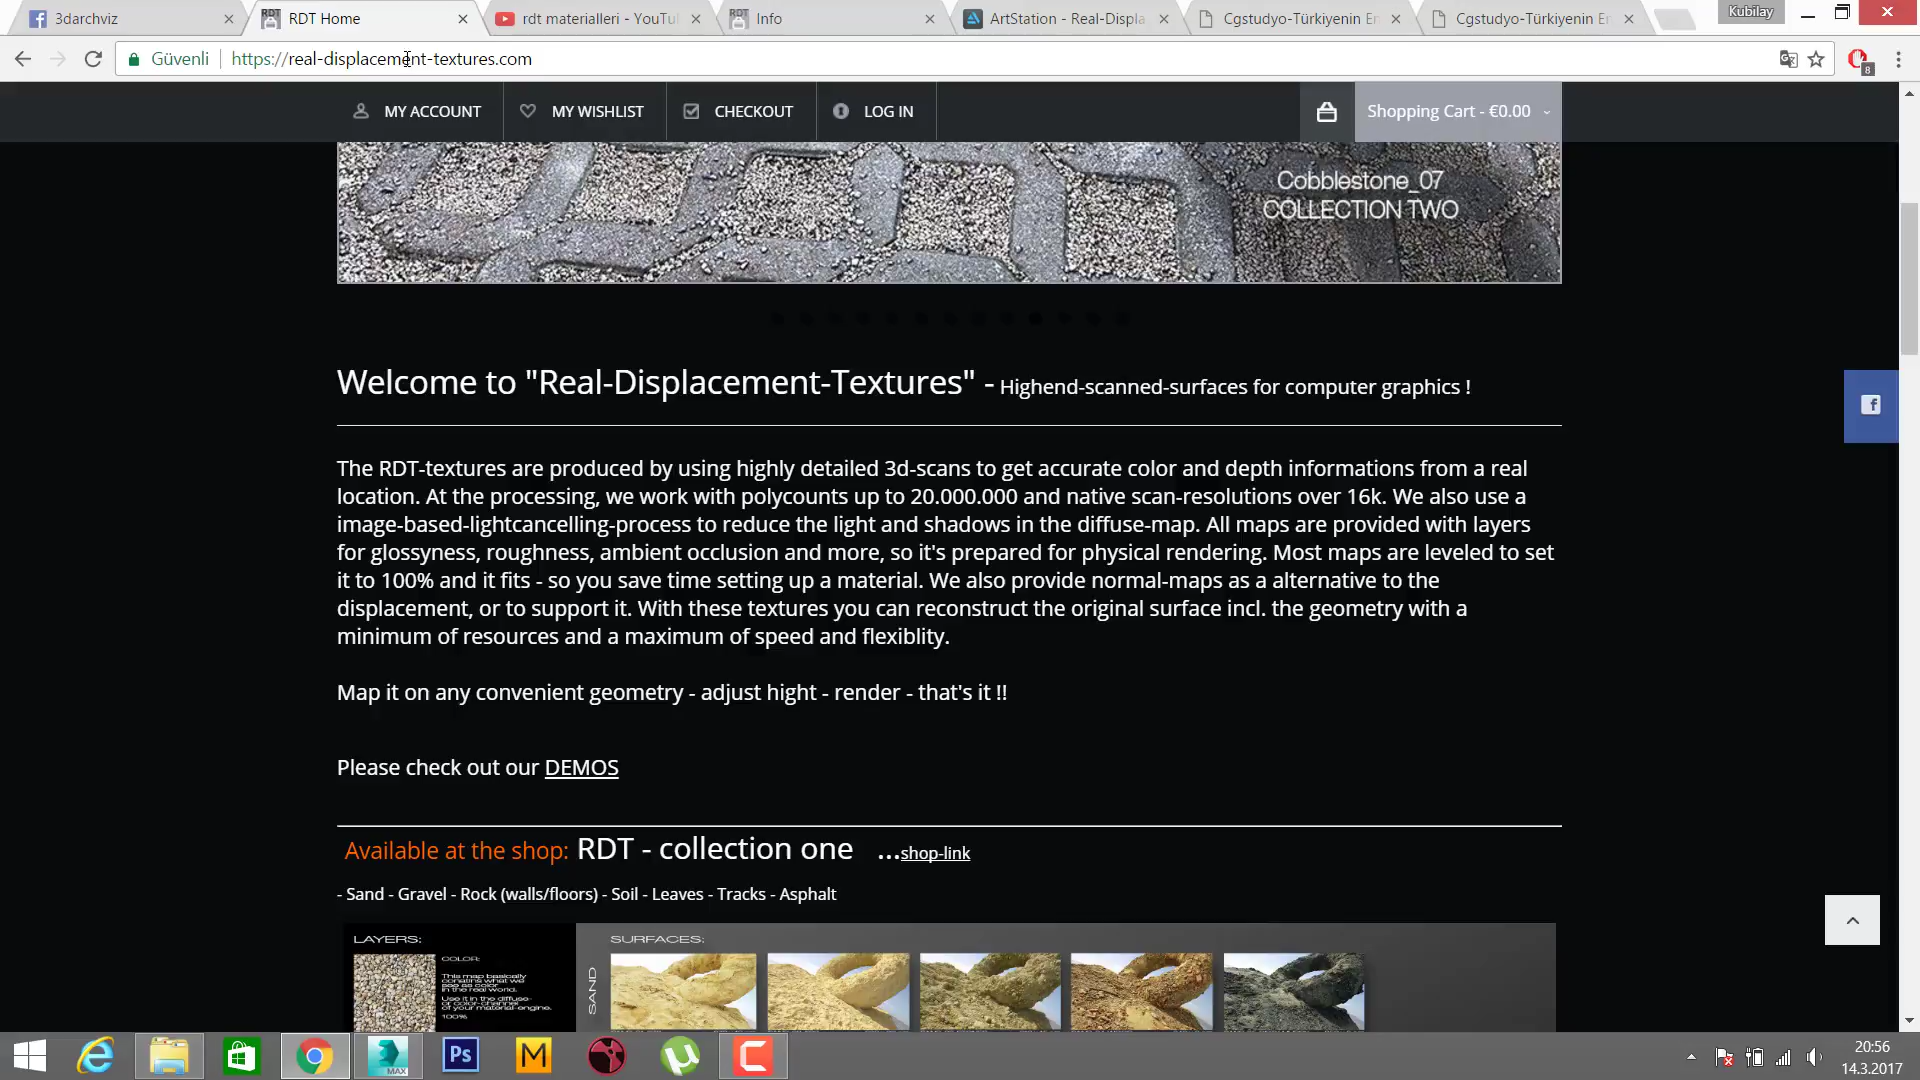 3darchviz
RDT Home
rdt materialleri - YouTu
Info
ArtStation - Real-Displa
Cgstudyo-Türkiyenin En
Cgstudyo-Türkiyenin En
Kubilay
Güvenli
https://real-displacement-textures.com
8
MY ACCOUNT
MY WISHLIST
CHECKOUT
LOG IN
Shopping Cart - €0.00
Cobblestone_07
COLLECTION TWO
Welcome to "Real-Displacement-Textures" - Highend-scanned-surfaces for computer graphics !
The RDT-textures are produced by using highly detailed 3d-scans to get accurate color and depth informations from a real
location. At the processing, we work with polycounts up to 20.000.000 and native scan-resolutions over 16k. We also use a
image-based-lightcancelling-process to reduce the light and shadows in the diffuse-map. All maps are provided with layers
for glossyness, roughness, ambient occlusion and more, so it's prepared for physical rendering. Most maps are leveled to set
it to 100% and it fits - so you save time setting up a material. We also provide normal-maps as a alternative to the
displacement, or to support it. With these textures you can reconstruct the original surface incl. the geometry with a
minimum of resources and a maximum of speed and flexiblity.
Map it on any convenient geometry - adjust hight - render - that's it !!
Please check out our DEMOS
Available at the shop: RDT - collection one ...shop-link
- Sand - Gravel - Rock (walls/floors) - Soil - Leaves - Tracks - Asphalt
LAYERS:
SURFACES:
COLOR:
This map basically
conatins what we
see as color
in the real world.
Use it in the diffuse-
or color-channel
of your material-engine.
100%
SAND
MAX
Ps
M
20:56
14.3.2017